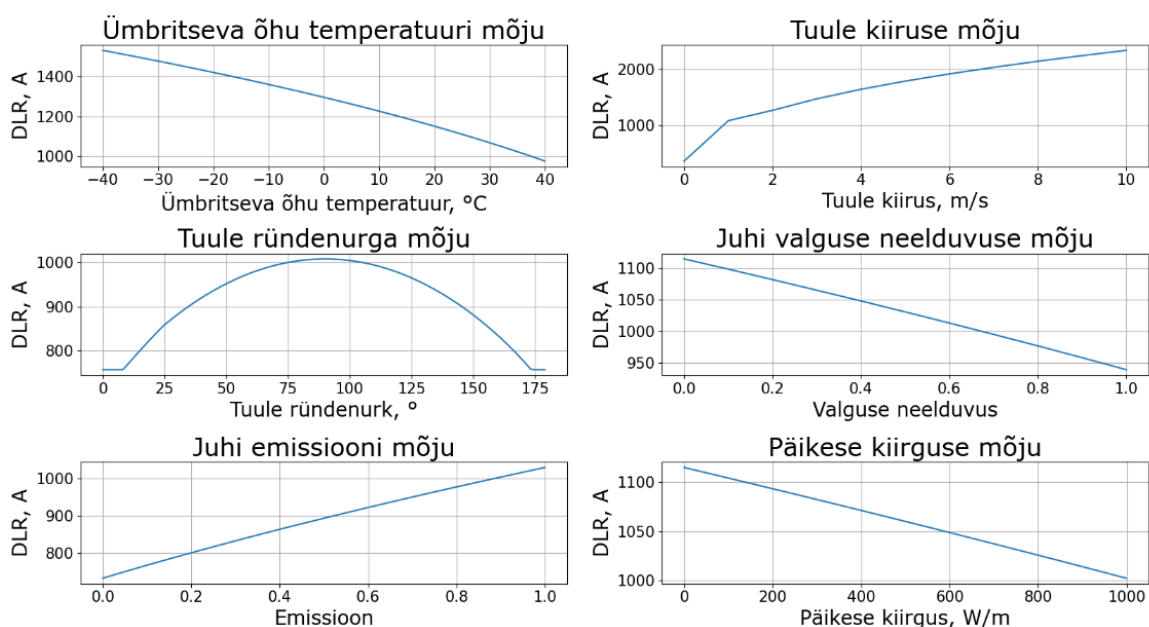 Ümbritseva õhu temperatuuri mõju
DLR, A
1400
1200
1000
−40 −30 −20 −10 0 10 20 30 40
Ümbritseva õhu temperatuur, °C
Tuule kiiruse mõju
DLR, A
2000
1000
0 2 4 6 8 10
Tuule kiirus, m/s
Tuule ründenurga mõju
DLR, A
1000
900
800
0 25 50 75 100 125 150 175
Tuule ründenurk, °
Juhi valguse neelduvuse mõju
DLR, A
1100
1050
1000
950
0.0 0.2 0.4 0.6 0.8 1.0
Valguse neelduvus
Juhi emissiooni mõju
DLR, A
1000
900
800
0.0 0.2 0.4 0.6 0.8 1.0
Emissioon
Päikese kiirguse mõju
DLR, A
1100
1050
1000
0 200 400 600 800 1000
Päikese kiirgus, W/m